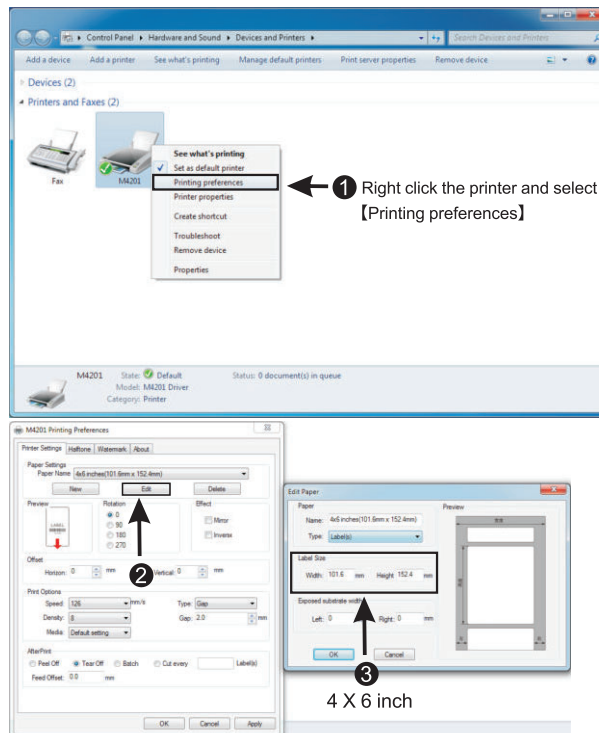 Control Panel ▸ Hardware and Sound ▸ Devices and Printers ▸
Search Devices and Printers
Add a device Add a printer See what's printing Manage default printers Print server properties Remove device
Devices (2)
Printers and Faxes (2)
Fax
M4201
See what's printing
Set as default printer
Printing preferences
Printer properties
Create shortcut
Troubleshoot
Remove device
Properties
1 Right click the printer and select
【Printing preferences】
M4201 State: Default Status: 0 document(s) in queue
Model: M4201 Driver
Category: Printer
M4201 Printing Preferences
Printer Settings Halftone Watermark About
Paper Settings
Paper Name 4x6 inches(101.6mm x 152.4mm)
New Edit Delete
Preview Rotation Effect
0
90
180
270
Mirror
Inverse
LABEL
2
Offset
Horizon: 0 mm Vertical: 0 mm
Print Options
Speed: 126 mm/s Type: Gap
Density: 8 Gap: 2.0 mm
Media: Default setting
AfterPrint
Peel Off Tear Off Batch Cut every Label(s)
Feed Offset: 0.0 mm
OK Cancel Apply
Edit Paper
Paper Preview
Name: 4x6 inches(101.6mm x 152.4mm)
Type: Label(s)
Label Size
Width: 101.6 mm Height 152.4 mm
Exposed substrate width
Left: 0 Right: 0 mm
OK Cancel
3
4 X 6 inch